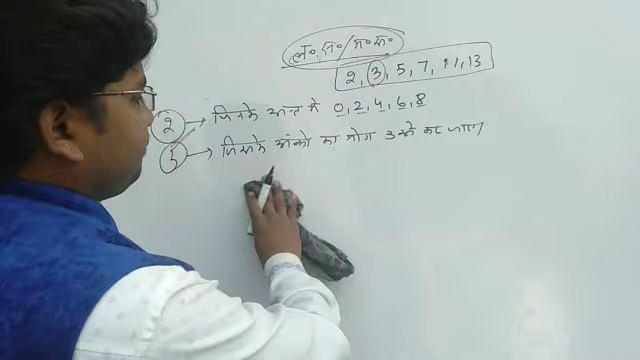 ल०स०/म०स०
2, 3, 5, 7, 11, 13
2 → जिनके अन्त में 0, 2, 4, 6, 8
3 → जिसके अंको का योग 3 से कट जाए